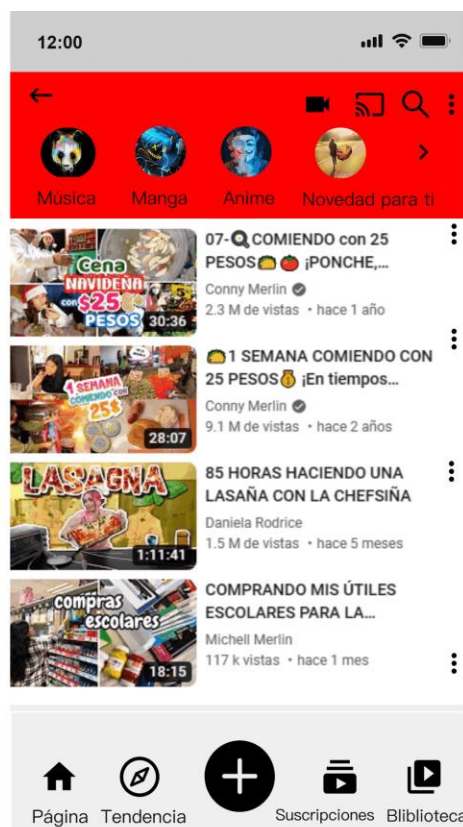 12:00
Música Manga Anime Novedad para ti
Cena
NAVIDEÑA
con $25
PESOS
30:36
07- COMIENDO con 25
PESOS ¡PONCHE,...
Conny Merlin
2.3 M de vistas • hace 1 año
1 SEMANA
COMIENDO CON
25$
28:07
1 SEMANA COMIENDO CON
25 PESOS ¡En tiempos...
Conny Merlin
9.1 M de vistas • hace 2 años
LASAGNA
1:11:41
85 HORAS HACIENDO UNA
LASAÑA CON LA CHEFSIÑA
Daniela Rodrice
1.5 M de vistas • hace 5 meses
compras
escolares
18:15
COMPRANDO MIS ÚTILES
ESCOLARES PARA LA...
Michell Merlin
117 k vistas • hace 1 mes
Página Tendencia Suscripciones Bliblioteca